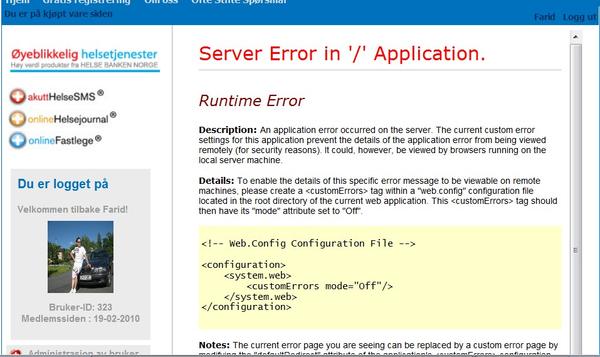 Hjem Gratis registrering Om oss Ofte Stilte Spørsmål
Du er på kjøpt vare siden
Farid Logg ut
Øyeblikkelig helsetjenester
Høy verdi produkter fra HELSE BANKEN NORGE
akuttHelseSMS ®
onlineHelsejournal ®
onlineFastlege ®
Du er logget på
Velkommen tilbake Farid!
Bruker-ID: 323
Medlemssiden : 19-02-2010
Administrasjon av bruker
Server Error in '/' Application.
Runtime Error
Description: An application error occurred on the server. The current custom error
settings for this application prevent the details of the application error from being viewed
remotely (for security reasons). It could, however, be viewed by browsers running on the
local server machine.
Details: To enable the details of this specific error message to be viewable on remote
machines, please create a <customErrors> tag within a "web.config" configuration file
located in the root directory of the current web application. This <customErrors> tag should
then have its "mode" attribute set to "Off".
<!-- Web.Config Configuration File -->
<configuration>
<system.web>
<customErrors mode="Off"/>
</system.web>
</configuration>
Notes: The current error page you are seeing can be replaced by a custom error page by
modifying the "defaultRedirect" attribute of the application's <customErrors> configuration